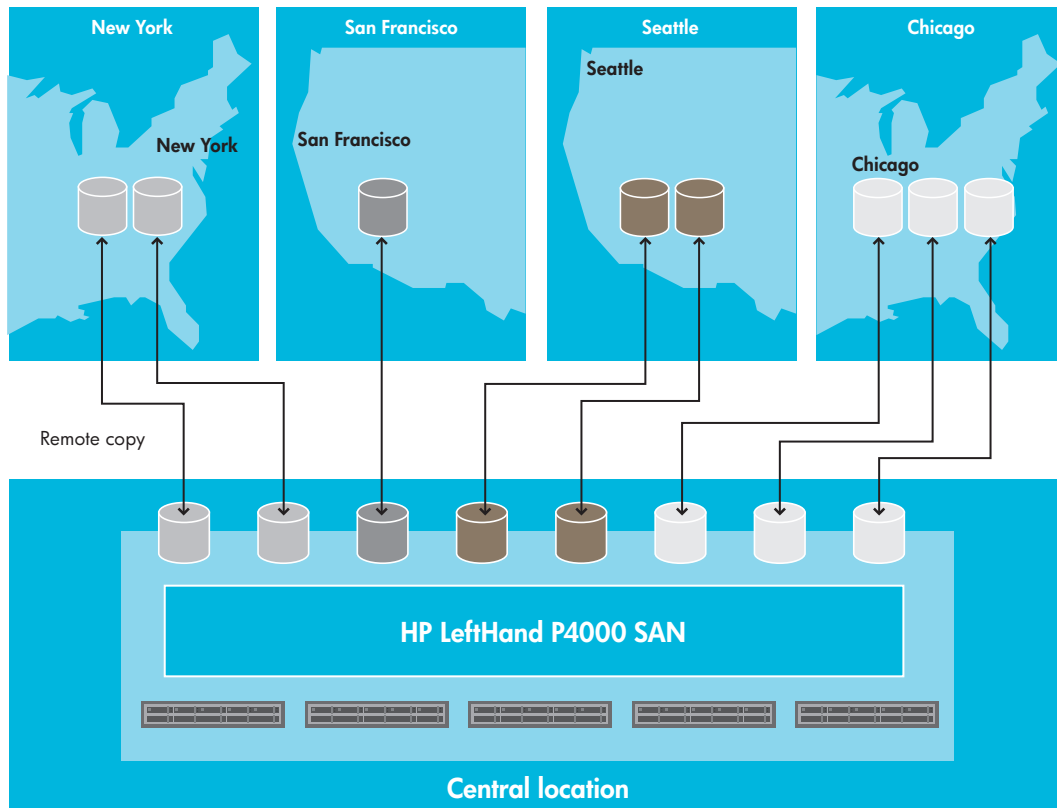 New York
San Francisco
Seattle
Chicago
Seattle
New York
San Francisco
Chicago
Remote copy
HP LeftHand P4000 SAN
Central location